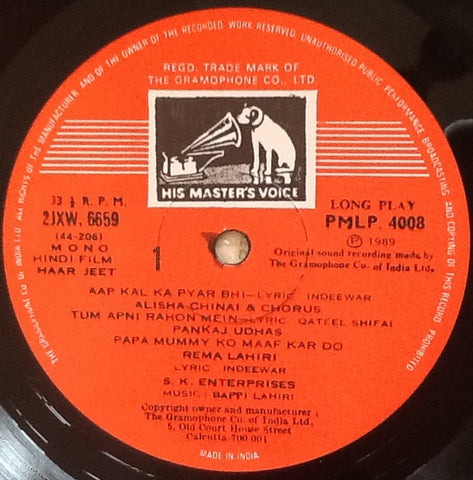 ALL RIGHTS OF THE MANUFACTURER AND OF THE OWNER OF THE RECORDED WORK RESERVED, UNAUTHORISED PUBLIC PERFORMANCE, BROADCASTING AND COPYING OF THIS RECORD PROHIBITED
REGD. TRADE MARK OF
THE GRAMOPHONE CO., LTD.
HIS MASTER'S VOICE
33 1/3 R. P. M.
2JXW. 6659
(44-206)
MONO
HINDI FILM
HAAR JEET
1
LONG PLAY
PMLP. 4008
Ⓟ 1989
Original sound recording made by
The Gramophone Co. of India Ltd.
AAP KAL KA PYAR BHI—LYRIC INDEEWAR
ALISHA CHINAI & CHORUS
TUM APNI RAHON MEIN—LYRIC QATEEL SHIFAI
PANKAJ UDHAS
PAPA MUMMY KO MAAF KAR DO
REMA LAHIRI
LYRIC INDEEWAR
S. K. ENTERPRISES
MUSIC: BAPPI LAHIRI
Copyright owner and manufacturer :
The Gramophone Co. of India Ltd.
5, Old Court House Street
Calcutta-700 001
MADE IN INDIA
THE GRAMOPHONE CO OF INDIA LTD